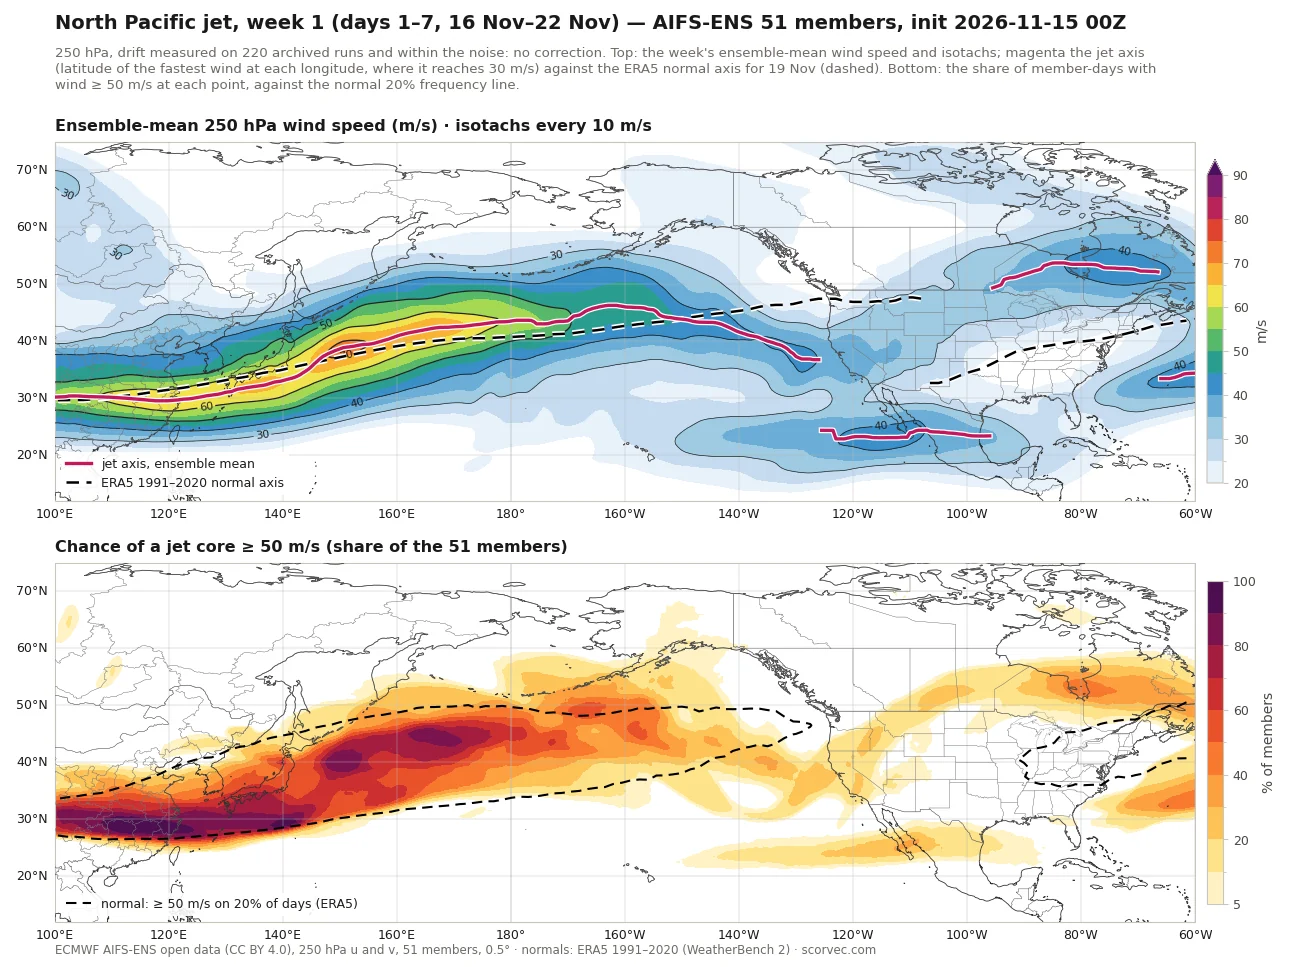 North Pacific jet, week 1 (days 1–7, 16 Nov–22 Nov) — AIFS-ENS 51 members, init 2026-11-15 00Z
250 hPa, drift measured on 220 archived runs and within the noise: no correction. Top: the week's ensemble-mean wind speed and isotachs; magenta the jet axis
(latitude of the fastest wind at each longitude, where it reaches 30 m/s) against the ERA5 normal axis for 19 Nov (dashed). Bottom: the share of member-days with
wind ≥ 50 m/s at each point, against the normal 20% frequency line.
Ensemble-mean 250 hPa wind speed (m/s) · isotachs every 10 m/s
70°N
60°N
50°N
40°N
30°N
20°N
30
30
30
50
60
40
30
40
40
40
jet axis, ensemble mean
ERA5 1991–2020 normal axis
100°E 120°E 140°E 160°E 180° 160°W 140°W 120°W 100°W 80°W 60°W
90
80
70
60
50
40
30
20
m/s
Chance of a jet core ≥ 50 m/s (share of the 51 members)
70°N
60°N
50°N
40°N
30°N
20°N
normal: ≥ 50 m/s on 20% of days (ERA5)
100°E 120°E 140°E 160°E 180° 160°W 140°W 120°W 100°W 80°W 60°W
100
80
60
40
20
5
% of members
ECMWF AIFS-ENS open data (CC BY 4.0), 250 hPa u and v, 51 members, 0.5° · normals: ERA5 1991–2020 (WeatherBench 2) · scorvec.com